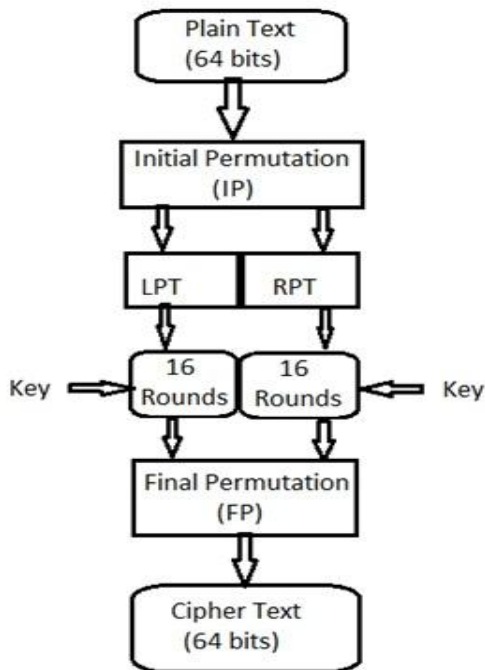 Plain Text
(64 bits)
Initial Permutation
(IP)
LPT
RPT
Key
16
Rounds
16
Rounds
Key
Final Permutation
(FP)
Cipher Text
(64 bits)